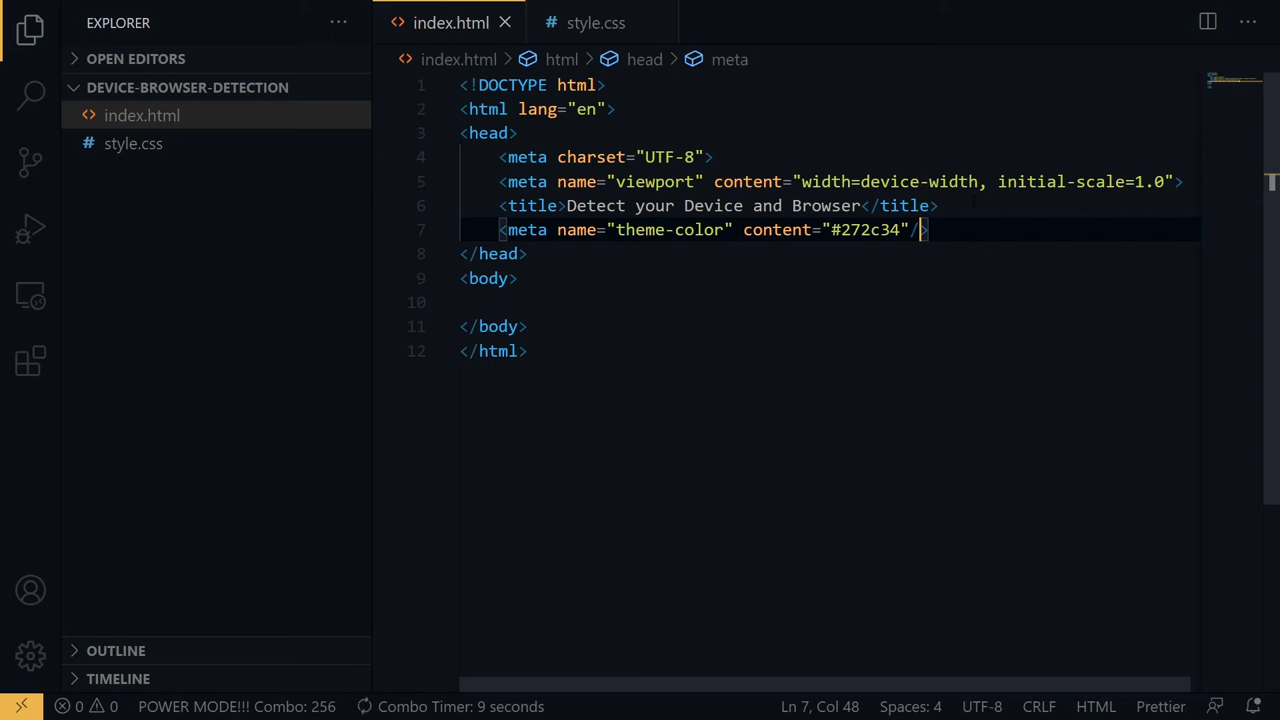 EXPLORER
index.html
# style.css
OPEN EDITORS
index.html > html > head > meta
DEVICE-BROWSER-DETECTION
index.html
# style.css
1 <!DOCTYPE html>
2 <html lang="en">
3 <head>
4 <meta charset="UTF-8">
5 <meta name="viewport" content="width=device-width, initial-scale=1.0">
6 <title>Detect your Device and Browser</title>
7 <meta name="theme-color" content="#272c34"/>
8 </head>
9 <body>
10
11 </body>
12 </html>
OUTLINE
TIMELINE
0 0 POWER MODE!!! Combo: 256 Combo Timer: 9 seconds Ln 7, Col 48 Spaces: 4 UTF-8 CRLF HTML Prettier